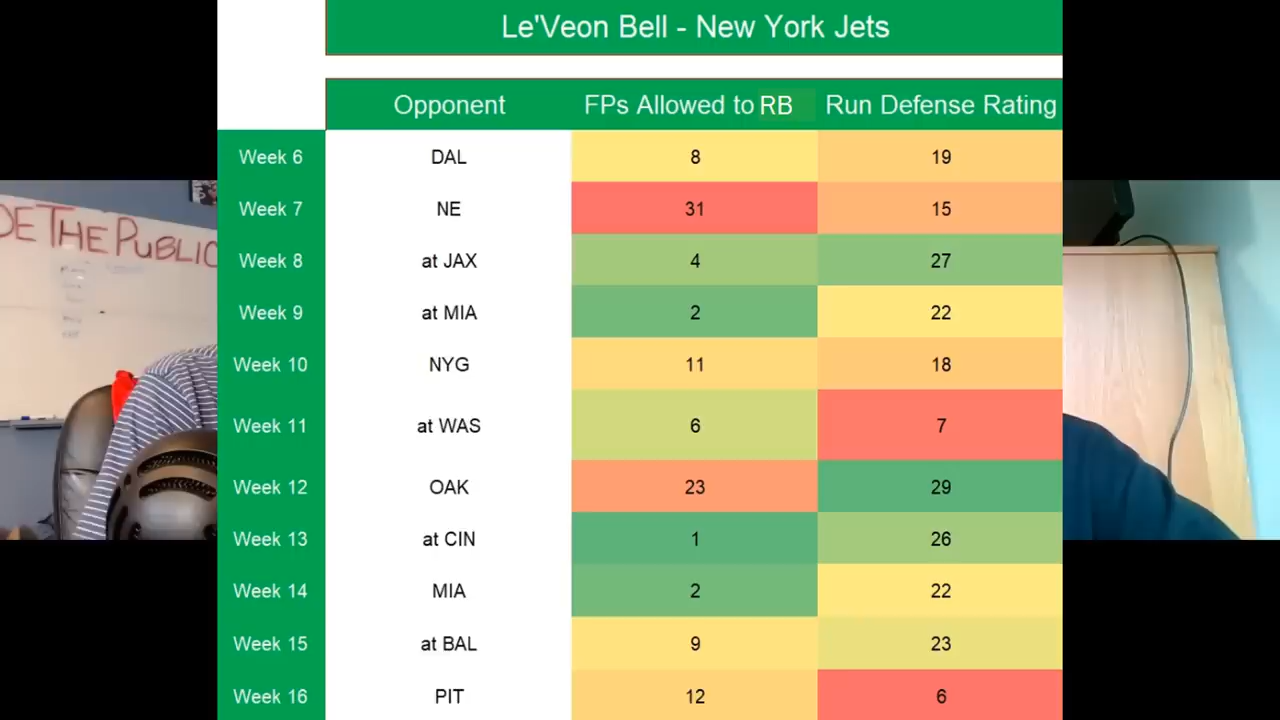 Le'Veon Bell - New York Jets
Opponent FPs Allowed to RB Run Defense Rating
Week 6 DAL 8 19
Week 7 NE 31 15
Week 8 at JAX 4 27
Week 9 at MIA 2 22
Week 10 NYG 11 18
Week 11 at WAS 6 7
Week 12 OAK 23 29
Week 13 at CIN 1 26
Week 14 MIA 2 22
Week 15 at BAL 9 23
Week 16 PIT 12 6
DETHEPUBLIC